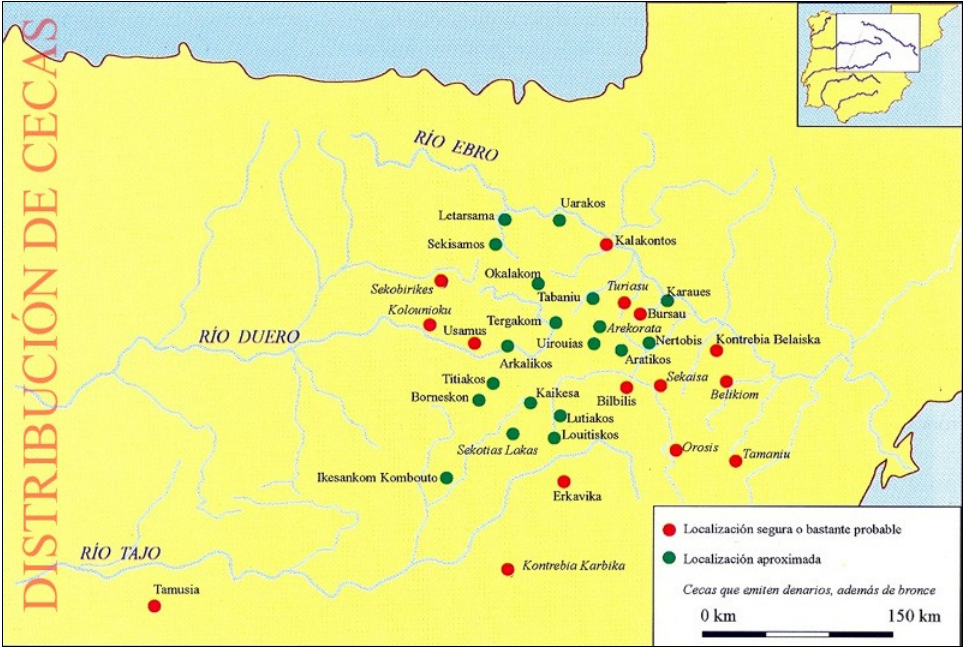 DISTRIBUCIÓN DE CECAS
RÍO EBRO
Uarakos
Letarsama
Sekisamos
Kalakontos
Okalakom
Sekobirikes
Turiasu
Karaues
Tabaniu
Kolounioku
Bursau
Tergakom
Arekorata
Usamus
RÍO DUERO
Uirouias
Nertobis
Kontrebia Belaiska
Arkalikos
Aratikos
Titiakos
Sekaisa
Borneskon
Kaikesa
Bilbilis
Belikiom
Lutiakos
Louitiskos
Sekotias Lakas
Orosis
Tamaniu
Ikesankom Kombouto
Erkavika
RÍO TAJO
Kontrebia Karbika
Tamusia
Localización segura o bastante probable
Localización aproximada
Cecas que emiten denarios, además de bronce
0 km 150 km